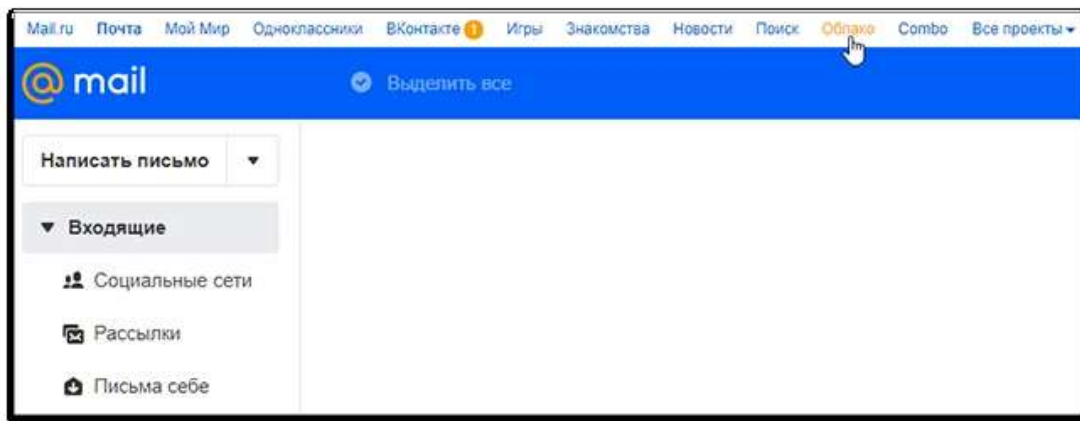 Mail.ru Почта Мой Мир Одноклассники ВКонтакте 1 Игры Знакомства Новости Поиск Облако Combo Все проекты
@mail Выделить все
Написать письмо
Входящие
Социальные сети
Рассылки
Письма себе